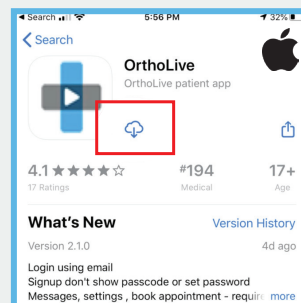 Search 5:56 PM 32%
Search
OrthoLive
OrthoLive patient app
4.1 #194 17+
17 Ratings Medical Age
What's New Version History
Version 2.1.0 4d ago
Login using email
Signup don't show passcode or set password
Messages, settings , book appointment - require more